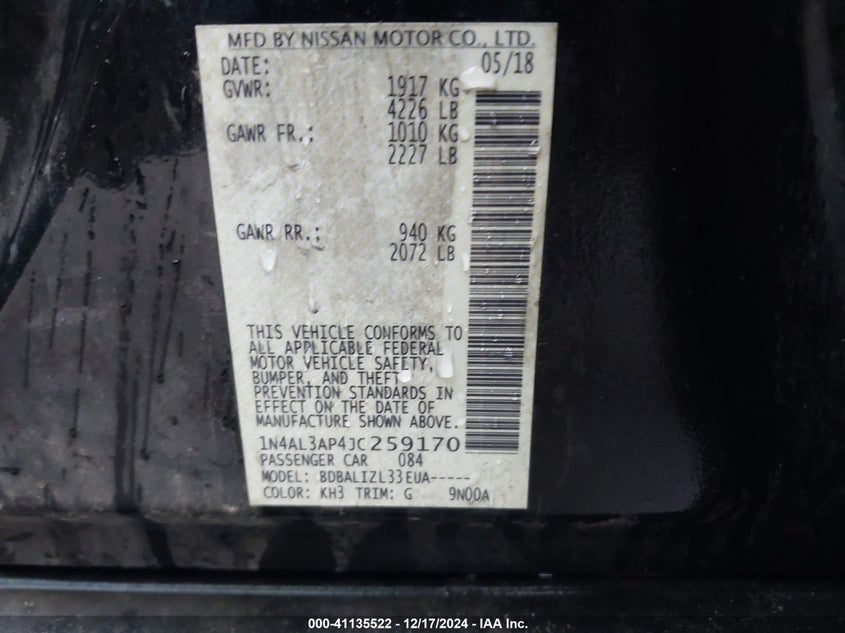 MFD BY NISSAN MOTOR CO., LTD.
DATE: 05/18
GVWR: 1917 KG
4226 LB
GAWR FR.: 1010 KG
2227 LB
GAWR RR.: 940 KG
2072 LB
THIS VEHICLE CONFORMS TO
ALL APPLICABLE FEDERAL
MOTOR VEHICLE SAFETY,
BUMPER, AND THEFT
PREVENTION STANDARDS IN
EFFECT ON THE DATE OF
MANUFACTURE SHOWN ABOVE.
1N4AL3AP4JC259170
PASSENGER CAR 084
MODEL: BDBALIZL33EUA-----
COLOR: KH3 TRIM: G 9N00A
000-41135522 - 12/17/2024 - IAA Inc.